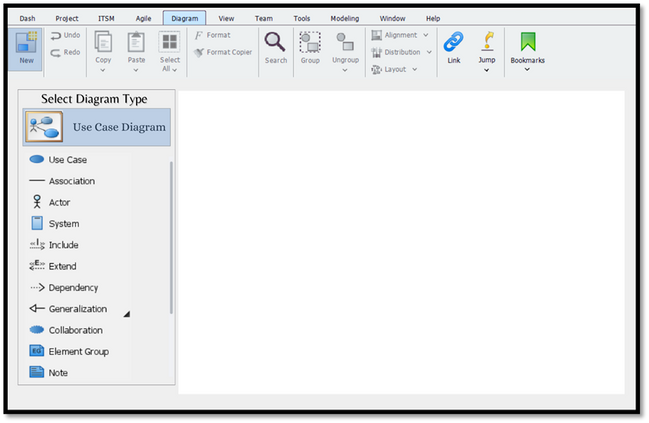 Dash Project ITSM Agile Diagram View Team Tools Modeling Window Help
New
Undo
Redo
Copy
Paste
Select
All
Format
Format Copier
Search
Group
Ungroup
Alignment
Distribution
Layout
Link
Jump
Bookmarks
Select Diagram Type
Use Case Diagram
Use Case
Association
Actor
System
Include
Extend
Dependency
Generalization
Collaboration
Element Group
Note